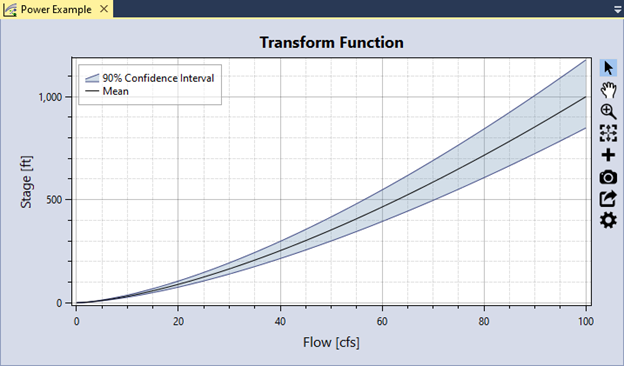 Power Example
Transform Function
90% Confidence Interval
Mean
Stage [ft]
1,000
500
0
0 20 40 60 80 100
Flow [cfs]